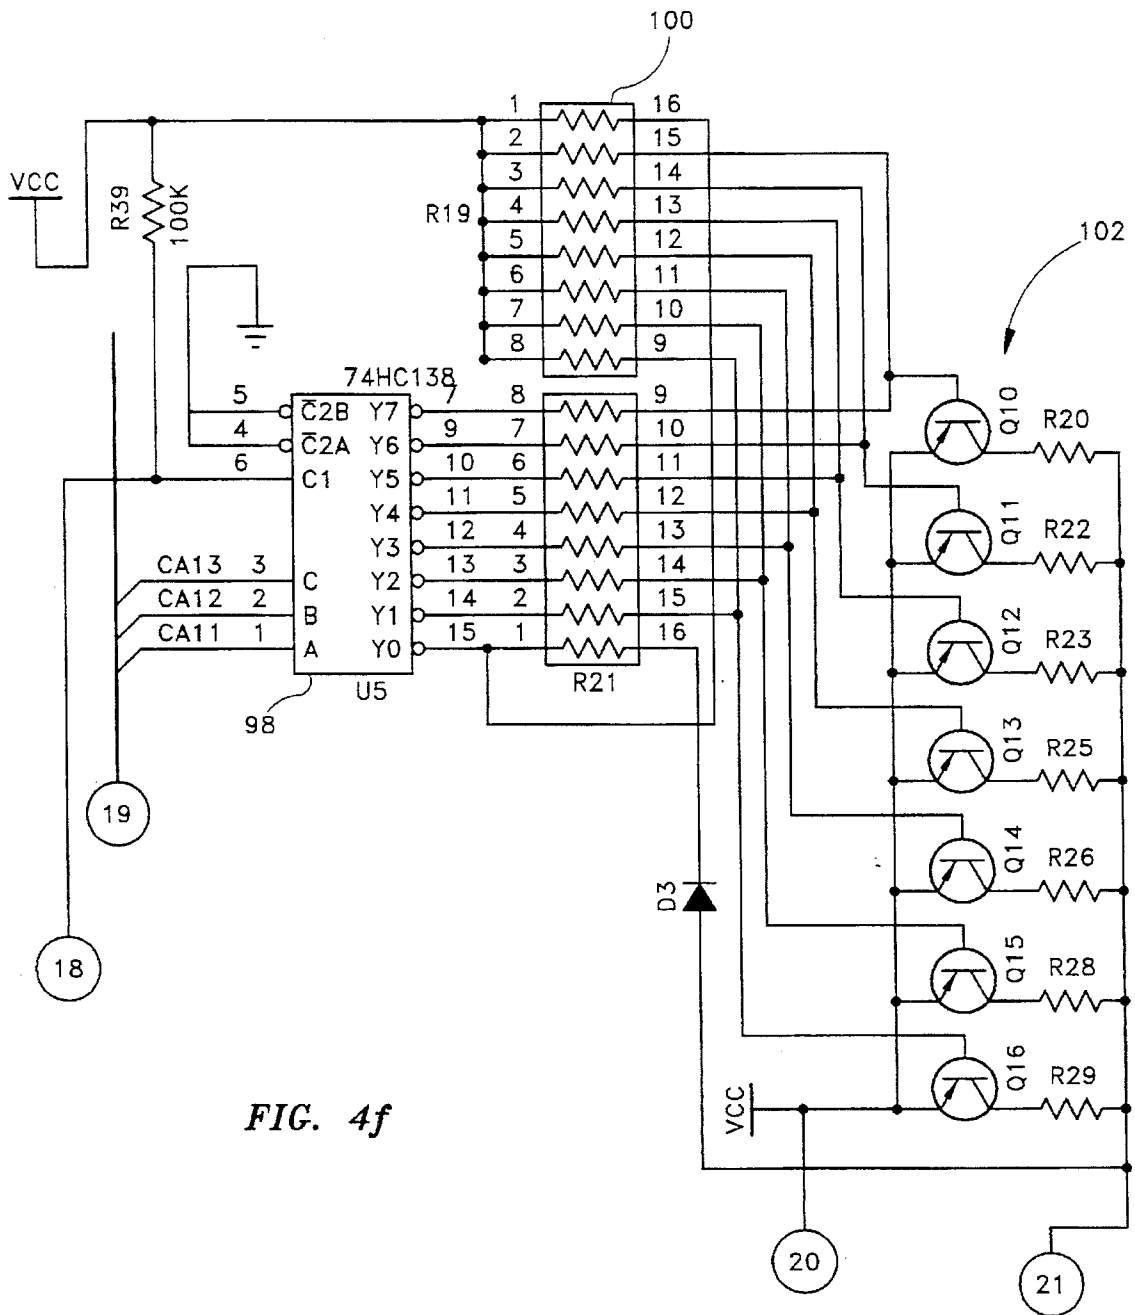 100
1 16
2 15
3 14
4 13
5 12
6 11
7 10
8 9
R19
VCC
R39
100K
102
74HC138
5 C̅2B Y7 7 8 9
4 C̅2A Y6 9 7 10
6 C1 Y5 10 6 11
Y4 11 5 12
Y3 12 4 13
CA13 3 C Y2 13 3 14
CA12 2 B Y1 14 2 15
CA11 1 A Y0 15 1 16
U5
R21
98
Q10 R20
Q11 R22
Q12 R23
Q13 R25
Q14 R26
Q15 R28
Q16 R29
19
18
D3
VCC
FIG. 4f
20
21